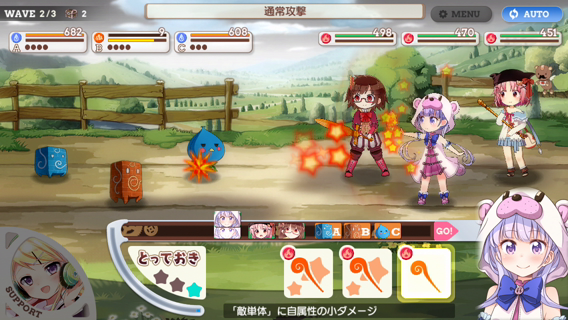 WAVE 2/3 2
通常攻撃
MENU
AUTO
682
A
9
B
608
C
498
470
451
A B C GO!
とっておき
SUPPORT
「敵単体」に自属性の小ダメージ